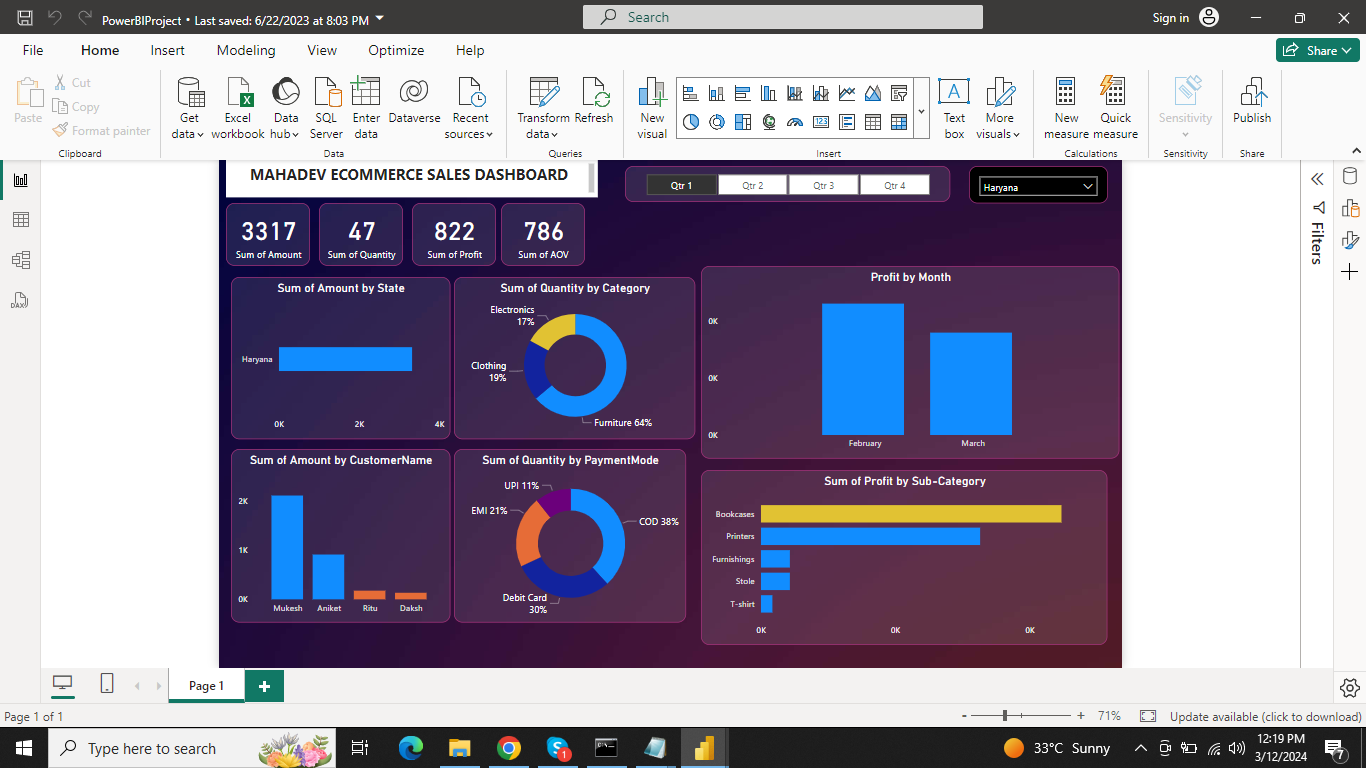 PowerBIProject • Last saved: 6/22/2023 at 8:03 PM
Search
Sign in
File Home Insert Modeling View Optimize Help
Share
Paste
Cut
Copy
Format painter
Clipboard
Get data
Excel workbook
Data hub
SQL Server
Enter data
Dataverse
Recent sources
Data
Transform data
Refresh
Queries
New visual
Text box
More visuals
Insert
New measure
Quick measure
Calculations
Sensitivity
Sensitivity
Publish
Share
MAHADEV ECOMMERCE SALES DASHBOARD
Qtr 1 Qtr 2 Qtr 3 Qtr 4
Haryana
3317
Sum of Amount
47
Sum of Quantity
822
Sum of Profit
786
Sum of AOV
Sum of Amount by State
Haryana
0K 2K 4K
Sum of Quantity by Category
Electronics
17%
Clothing
19%
Furniture 64%
Profit by Month
0K
0K
0K
February March
Sum of Amount by CustomerName
2K
1K
0K
Mukesh Aniket Ritu Daksh
Sum of Quantity by PaymentMode
UPI 11%
EMI 21%
COD 38%
Debit Card
30%
Sum of Profit by Sub-Category
Bookcases
Printers
Furnishings
Stole
T-shirt
0K 0K 0K
Filters
DAX
Page 1
Page 1 of 1
- + 71%
Update available (click to download)
Type here to search
1
33°C Sunny
12:19 PM
3/12/2024
7